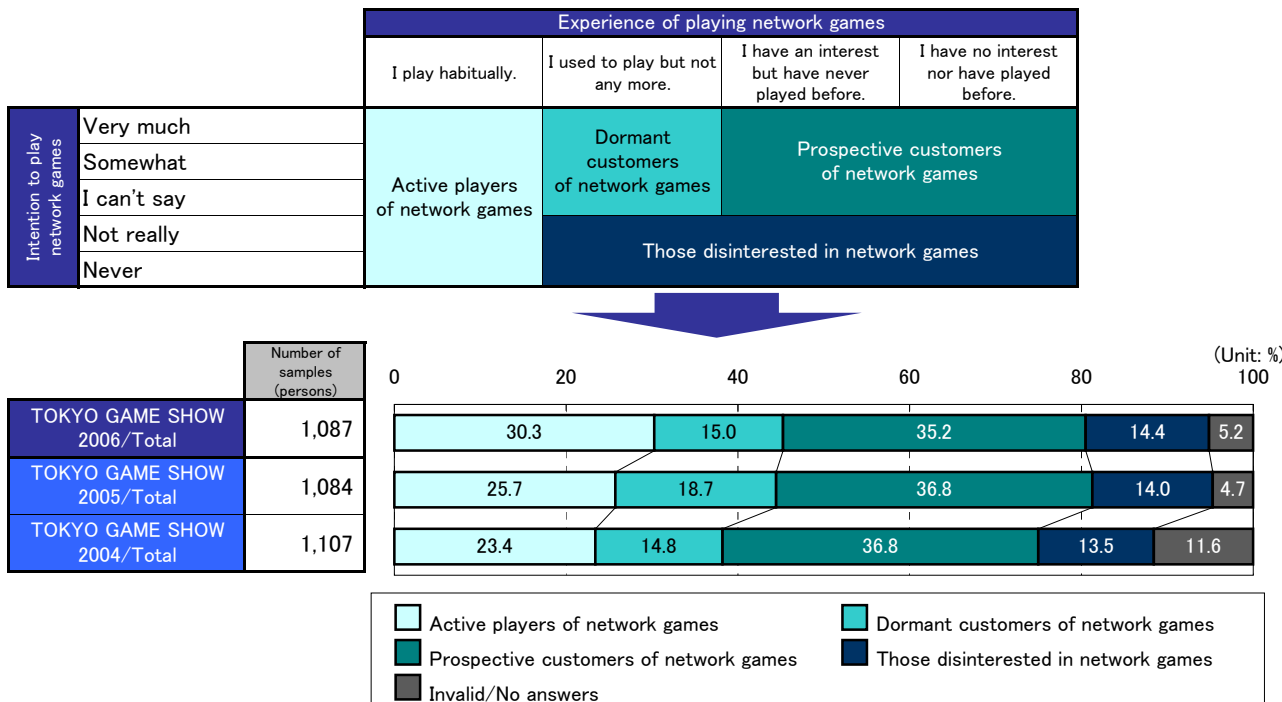 Experience of playing network games
I play habitually.
I used to play but not
any more.
I have an interest
but have never
played before.
I have no interest
nor have played
before.
Intention to play
network games
Very much
Somewhat
I can't say
Not really
Never
Active players
of network games
Dormant
customers
of network games
Prospective customers
of network games
Those disinterested in network games
Number of
samples
(persons)
(Unit: %)
0 20 40 60 80 100
TOKYO GAME SHOW
2006/Total
1,087
30.3 15.0 35.2 14.4 5.2
TOKYO GAME SHOW
2005/Total
1,084
25.7 18.7 36.8 14.0 4.7
TOKYO GAME SHOW
2004/Total
1,107
23.4 14.8 36.8 13.5 11.6
Active players of network games
Dormant customers of network games
Prospective customers of network games
Those disinterested in network games
Invalid/No answers